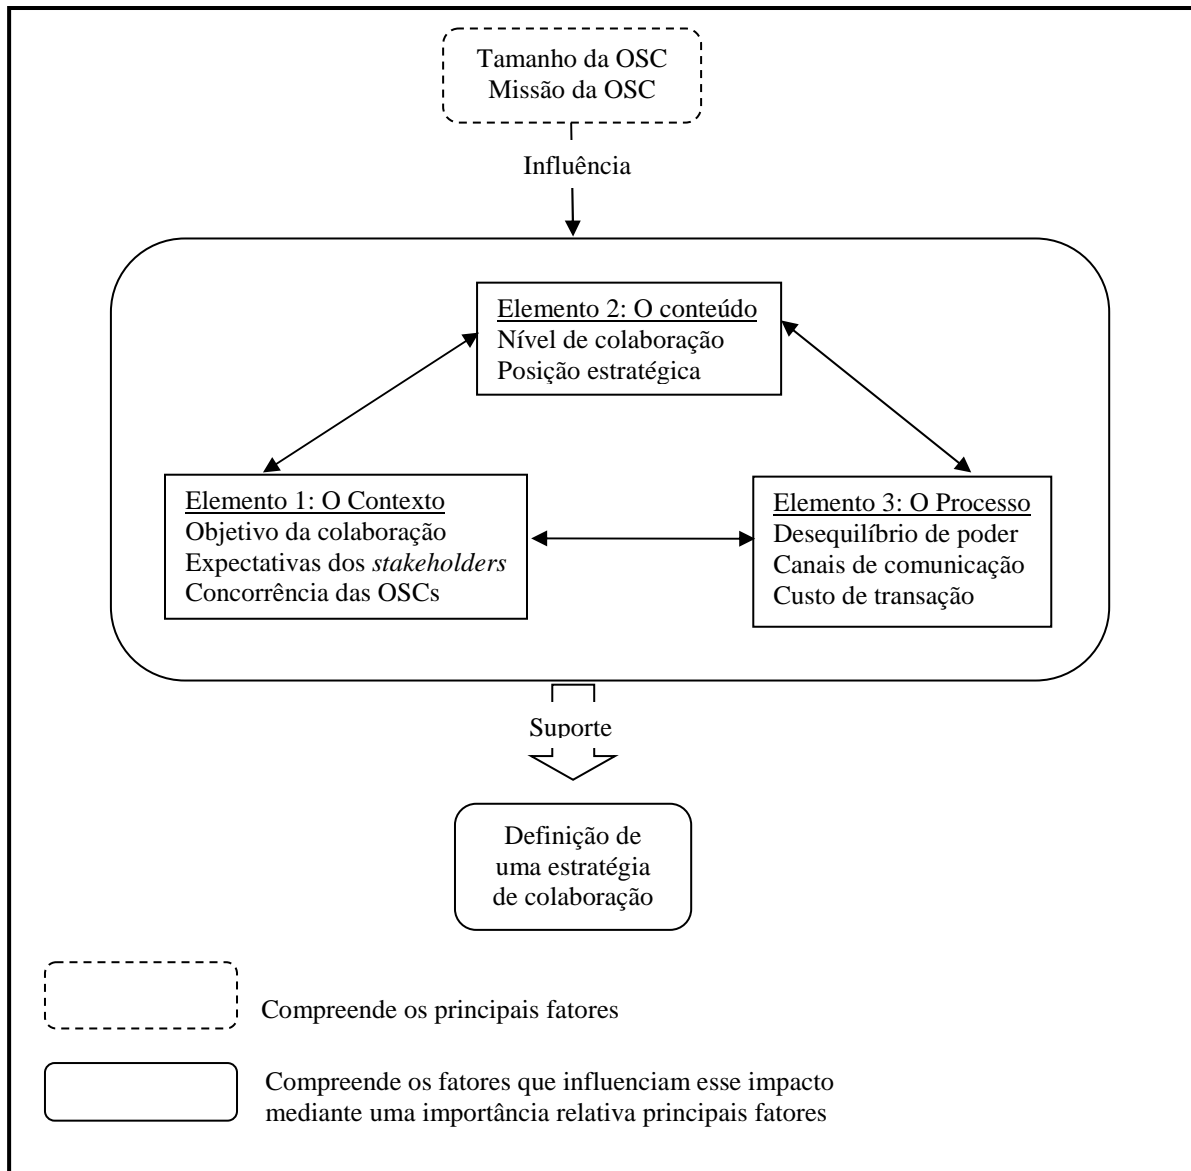 Tamanho da OSC
Missão da OSC
Influência
Elemento 2: O conteúdo
Nível de colaboração
Posição estratégica
Elemento 1: O Contexto
Objetivo da colaboração
Expectativas dos stakeholders
Concorrência das OSCs
Elemento 3: O Processo
Desequilíbrio de poder
Canais de comunicação
Custo de transação
Suporte
Definição de
uma estratégia
de colaboração
Compreende os principais fatores
Compreende os fatores que influenciam esse impacto
mediante uma importância relativa principais fatores